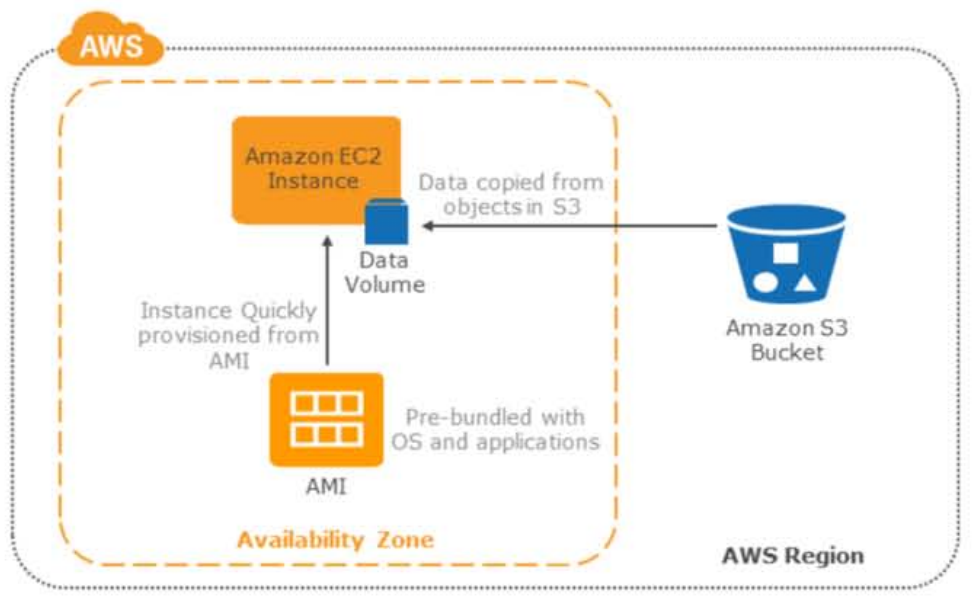 AWS
Amazon EC2
Instance
Data copied from
objects in S3
Data
Volume
Instance Quickly
provisioned from
AMI
Amazon S3
Bucket
Pre-bundled with
OS and applications
AMI
Availability Zone
AWS Region